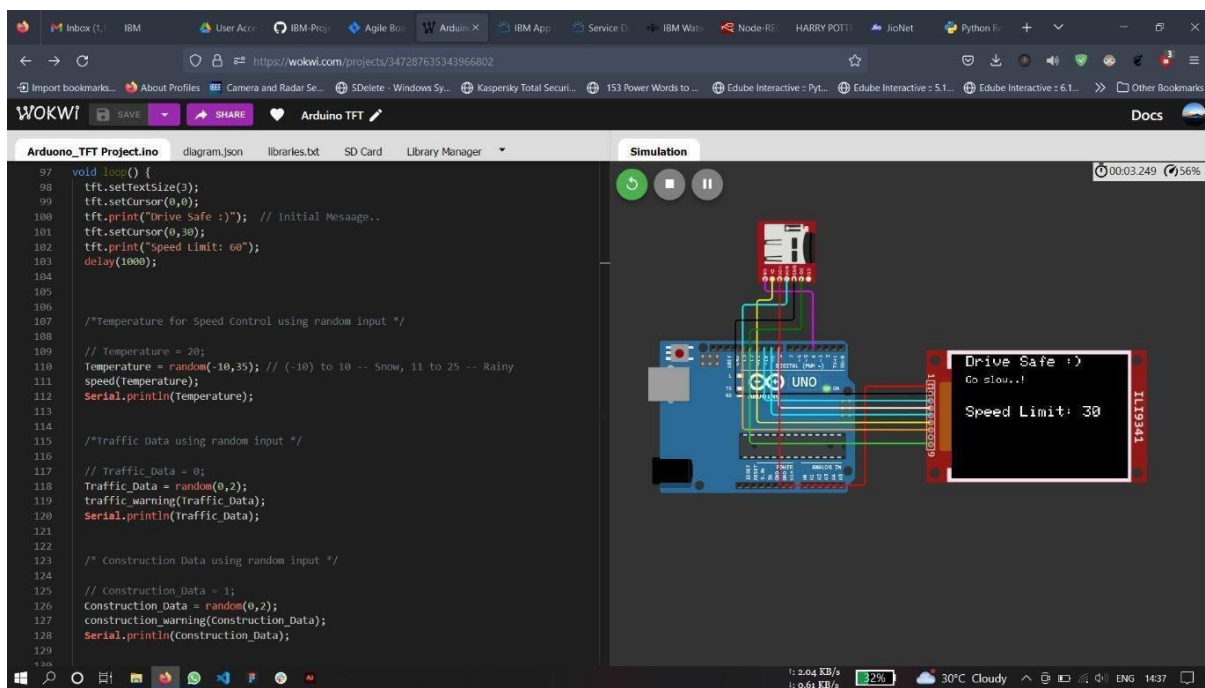 Inbox (1,
IBM
User Acce
IBM-Proje
Agile Boa
Arduin
IBM App
Service D
IBM Wats
Node-RE
HARRY POTT
JioNet
Python R
https://wokwi.com/projects/347287635343966802
Import bookmarks...
About Profiles
Camera and Radar Se...
SDelete - Windows Sy...
Kaspersky Total Securi...
153 Power Words to ...
Edube Interactive :: Pyt...
Edube Interactive :: 5.1...
Edube Interactive :: 6.1...
Other Bookmarks
WOKWi
SAVE
SHARE
Arduino TFT
Docs
Arduono_TFT Project.ino
diagram.json
libraries.txt
SD Card
Library Manager
Simulation
00:03.249 56%
97 void loop() {
98 tft.setTextSize(3);
99 tft.setCursor(0,0);
100 tft.print("Drive Safe :)"); // Initial Mesaage..
101 tft.setCursor(0,30);
102 tft.print("Speed Limit: 60");
103 delay(1000);
104
105
106
107 /*Temperature for Speed Control using random input */
108
109 // Temperature = 20;
110 Temperature = random(-10,35); // (-10) to 10 -- Snow, 11 to 25 -- Rainy
111 speed(Temperature);
112 Serial.println(Temperature);
113
114
115 /*Traffic Data using random input */
116
117 // Traffic_Data = 0;
118 Traffic_Data = random(0,2);
119 traffic_warning(Traffic_Data);
120 Serial.println(Traffic_Data);
121
122
123 /* Construction Data using random input */
124
125 // Construction_Data = 1;
126 Construction_Data = random(0,2);
127 construction_warning(Construction_Data);
128 Serial.println(Construction_Data);
129
DIGITAL (PWM ~)
UNO
ON
ARDUINO
POWER
ANALOG IN
Drive Safe :)
Go slow..!
Speed Limit: 30
ILI9341
2.04 KB/s
0.61 KB/s
32%
30°C Cloudy
ENG
14:37